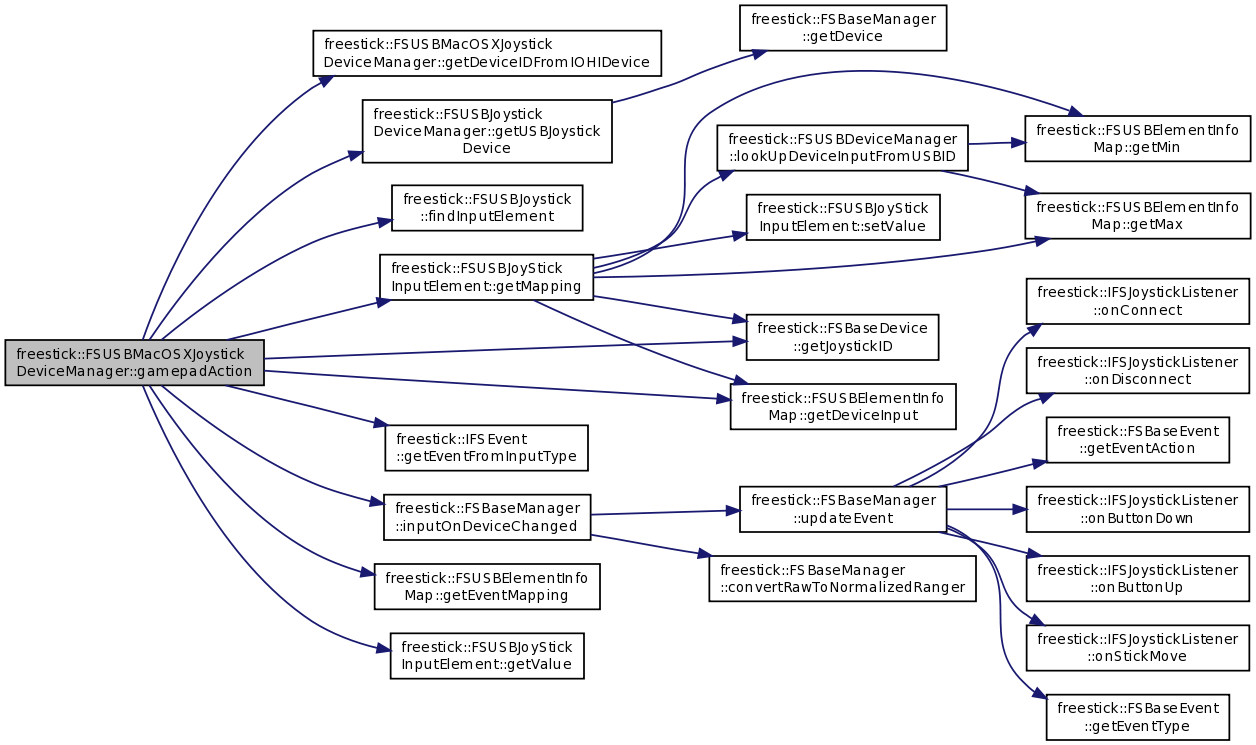 freestick::FSUSBMacOSXJoystick
DeviceManager::gamepadAction
freestick::FSUSBMacOSXJoystick
DeviceManager::getDeviceIDFromIOHIDevice
freestick::FSUSBJoystick
DeviceManager::getUSBJoystick
Device
freestick::FSUSBJoystick
::findInputElement
freestick::FSUSBJoyStick
InputElement::getMapping
freestick::IFSEvent
::getEventFromInputType
freestick::FSBaseManager
::inputOnDeviceChanged
freestick::FSUSBElementInfo
Map::getEventMapping
freestick::FSUSBJoyStick
InputElement::getValue
freestick::FSBaseManager
::getDevice
freestick::FSUSBDeviceManager
::lookUpDeviceInputFromUSBID
freestick::FSUSBJoyStick
InputElement::setValue
freestick::FSBaseDevice
::getJoystickID
freestick::FSUSBElementInfo
Map::getDeviceInput
freestick::FSBaseManager
::updateEvent
freestick::FSBaseManager
::convertRawToNormalizedRanger
freestick::FSUSBElementInfo
Map::getMin
freestick::FSUSBElementInfo
Map::getMax
freestick::IFSJoystickListener
::onConnect
freestick::IFSJoystickListener
::onDisconnect
freestick::FSBaseEvent
::getEventAction
freestick::IFSJoystickListener
::onButtonDown
freestick::IFSJoystickListener
::onButtonUp
freestick::IFSJoystickListener
::onStickMove
freestick::FSBaseEvent
::getEventType